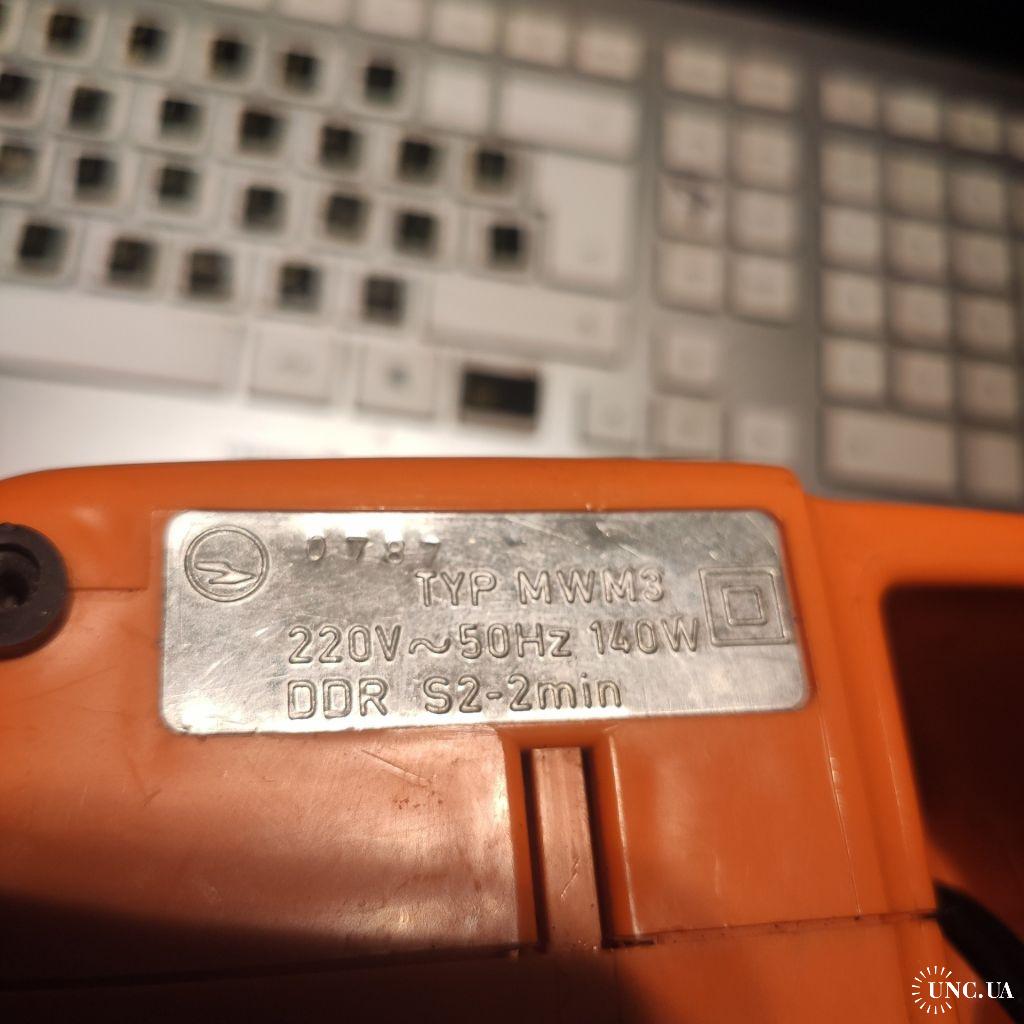 0787
TYP MWM3
220V~50Hz 140W
DDR S2-2min
UNC.UA